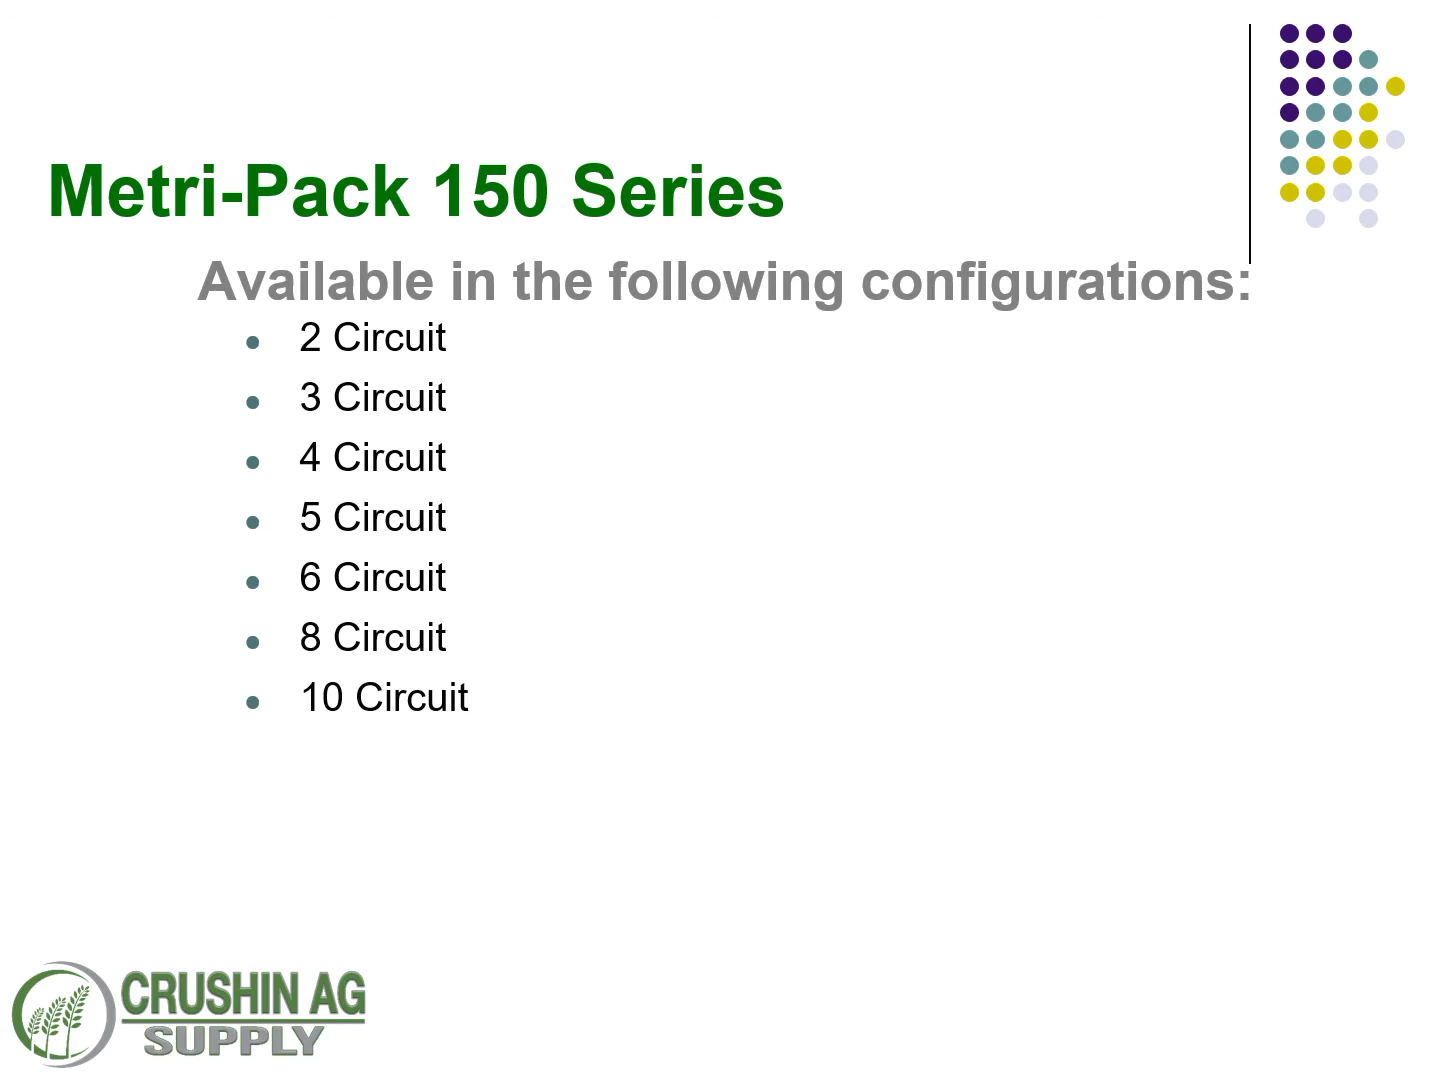 Metri-Pack 150 Series
Available in the following configurations:
2 Circuit
3 Circuit
4 Circuit
5 Circuit
6 Circuit
8 Circuit
10 Circuit
CRUSHIN AG
SUPPLY